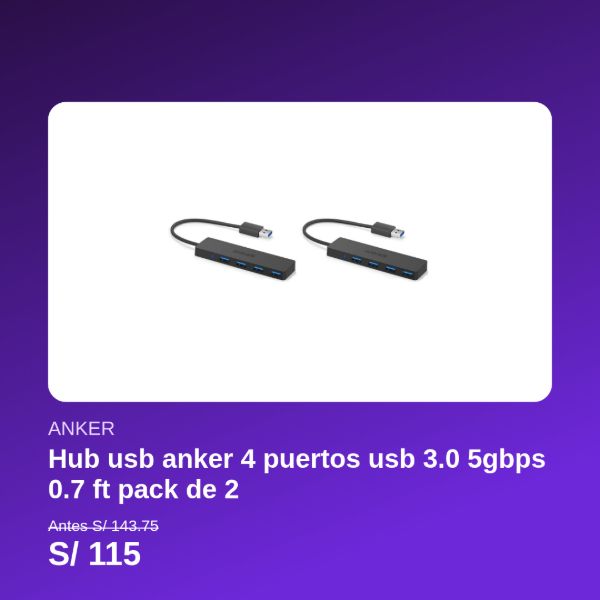 ANKER
Hub usb anker 4 puertos usb 3.0 5gbps
0.7 ft pack de 2
Antes S/ 143.75
S/ 115